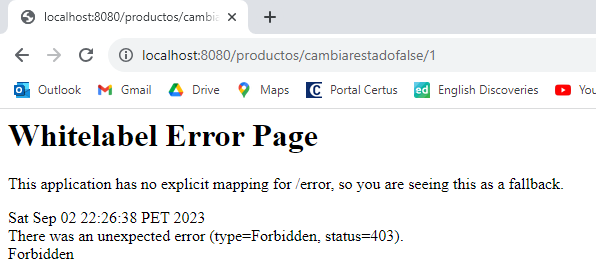 localhost:8080/productos/cambia
localhost:8080/productos/cambiarestadofalse/1
Outlook Gmail Drive Maps Portal Certus English Discoveries You
Whitelabel Error Page
This application has no explicit mapping for /error, so you are seeing this as a fallback.
Sat Sep 02 22:26:38 PET 2023
There was an unexpected error (type=Forbidden, status=403).
Forbidden